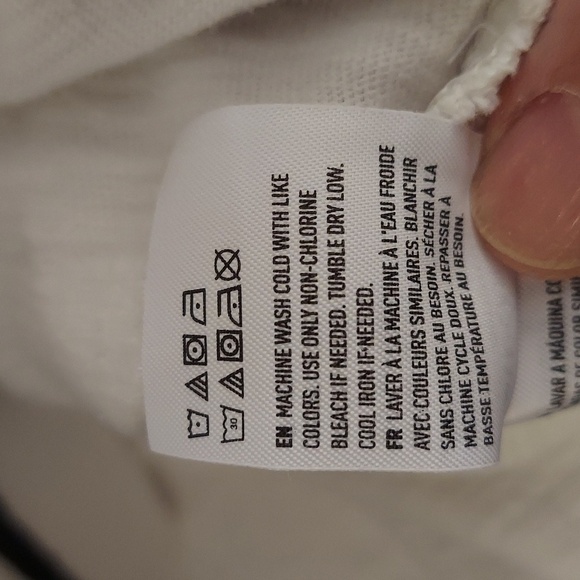 30
EN MACHINE WASH COLD WITH LIKE
COLORS. USE ONLY NON-CHLORINE
BLEACH IF NEEDED. TUMBLE DRY LOW.
COOL IRON IF NEEDED.
FR LAVER À LA MACHINE À L'EAU FROIDE
AVEC COULEURS SIMILAIRES. BLANCHIR
SANS CHLORE AU BESOIN. SÉCHER À LA
MACHINE CYCLE DOUX. REPASSER À
BASSE TEMPÉRATURE AU BESOIN.
A MÁQUINA